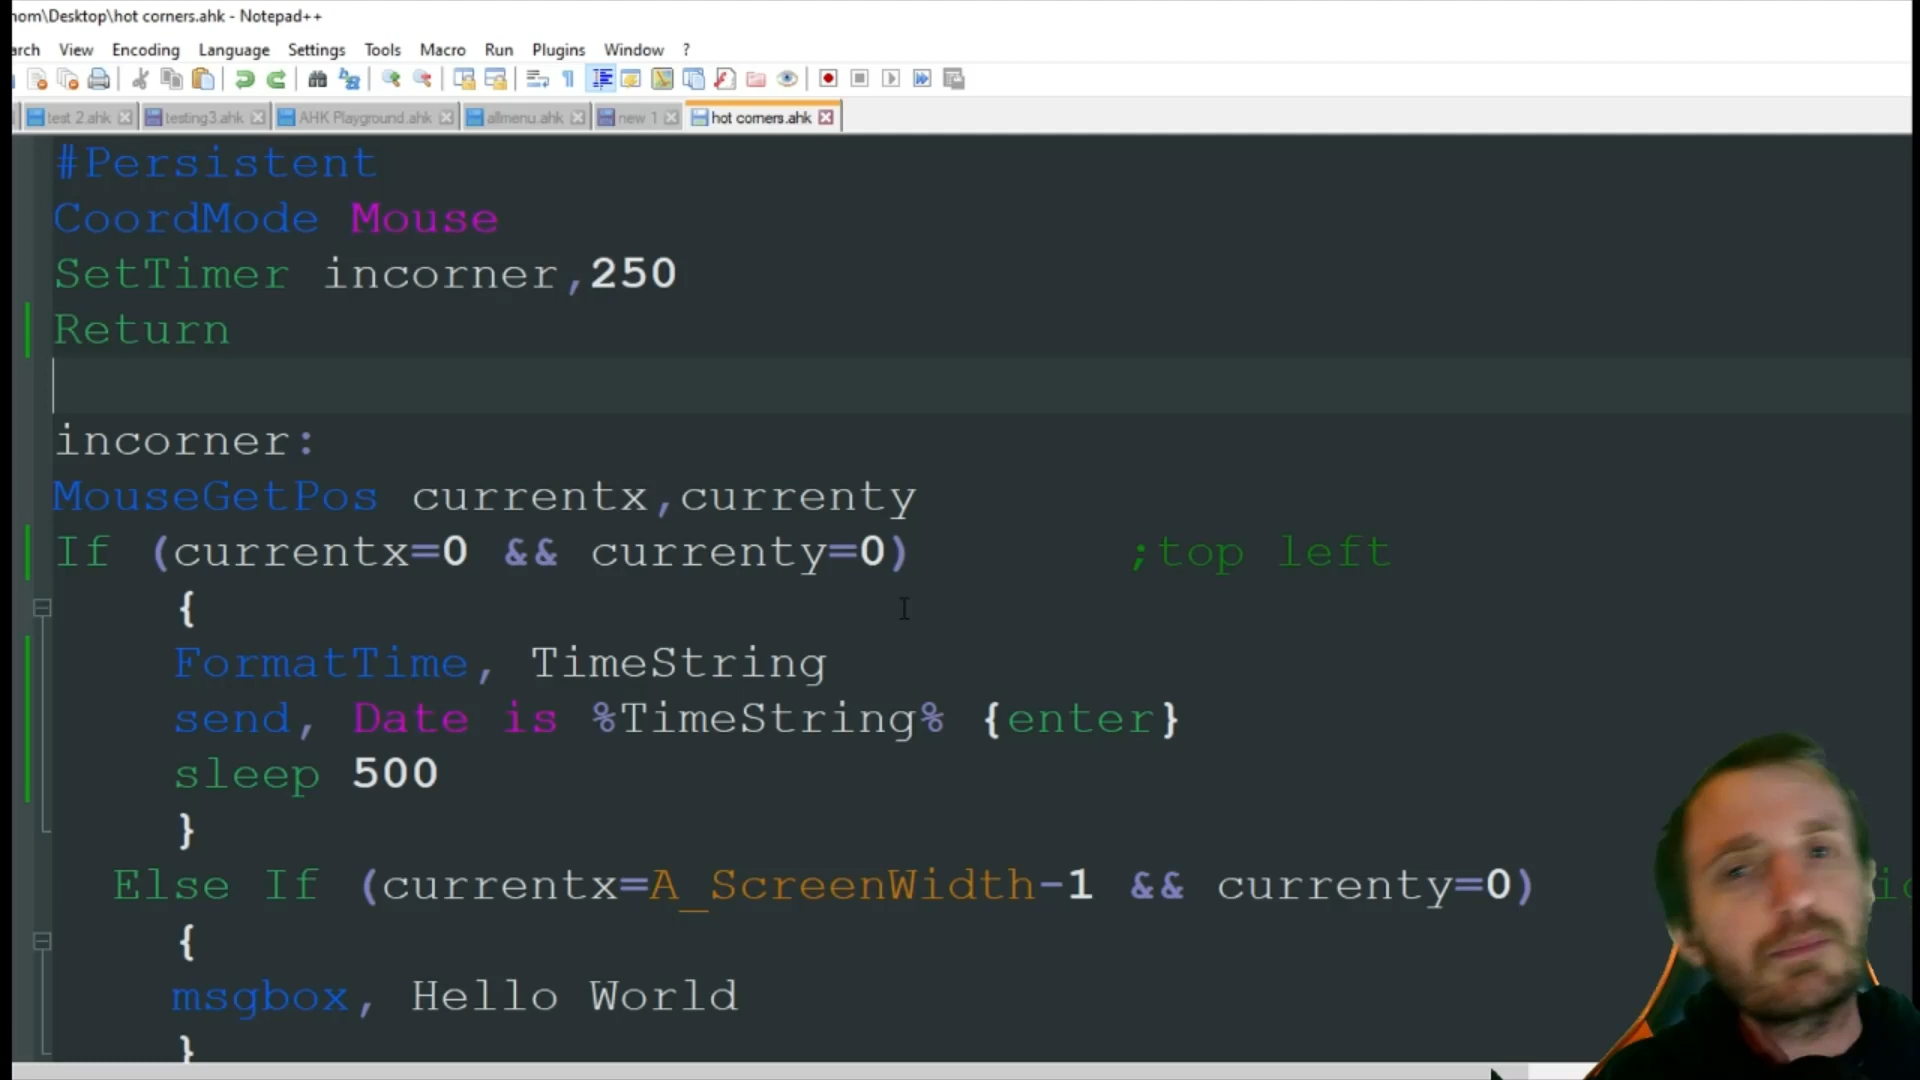 nom\Desktop\hot corners.ahk - Notepad++
arch View Encoding Language Settings Tools Macro Run Plugins Window ?
test 2.ahk testing3.ahk AHK Playground.ahk allmenu.ahk new 1 hot corners.ahk
#Persistent
CoordMode Mouse
SetTimer incorner,250
Return
incorner:
MouseGetPos currentx,currenty
If (currentx=0 && currenty=0) ;top left
{
FormatTime, TimeString
send, Date is %TimeString% {enter}
sleep 500
}
Else If (currentx=A_ScreenWidth-1 && currenty=0)
{
msgbox, Hello World
}